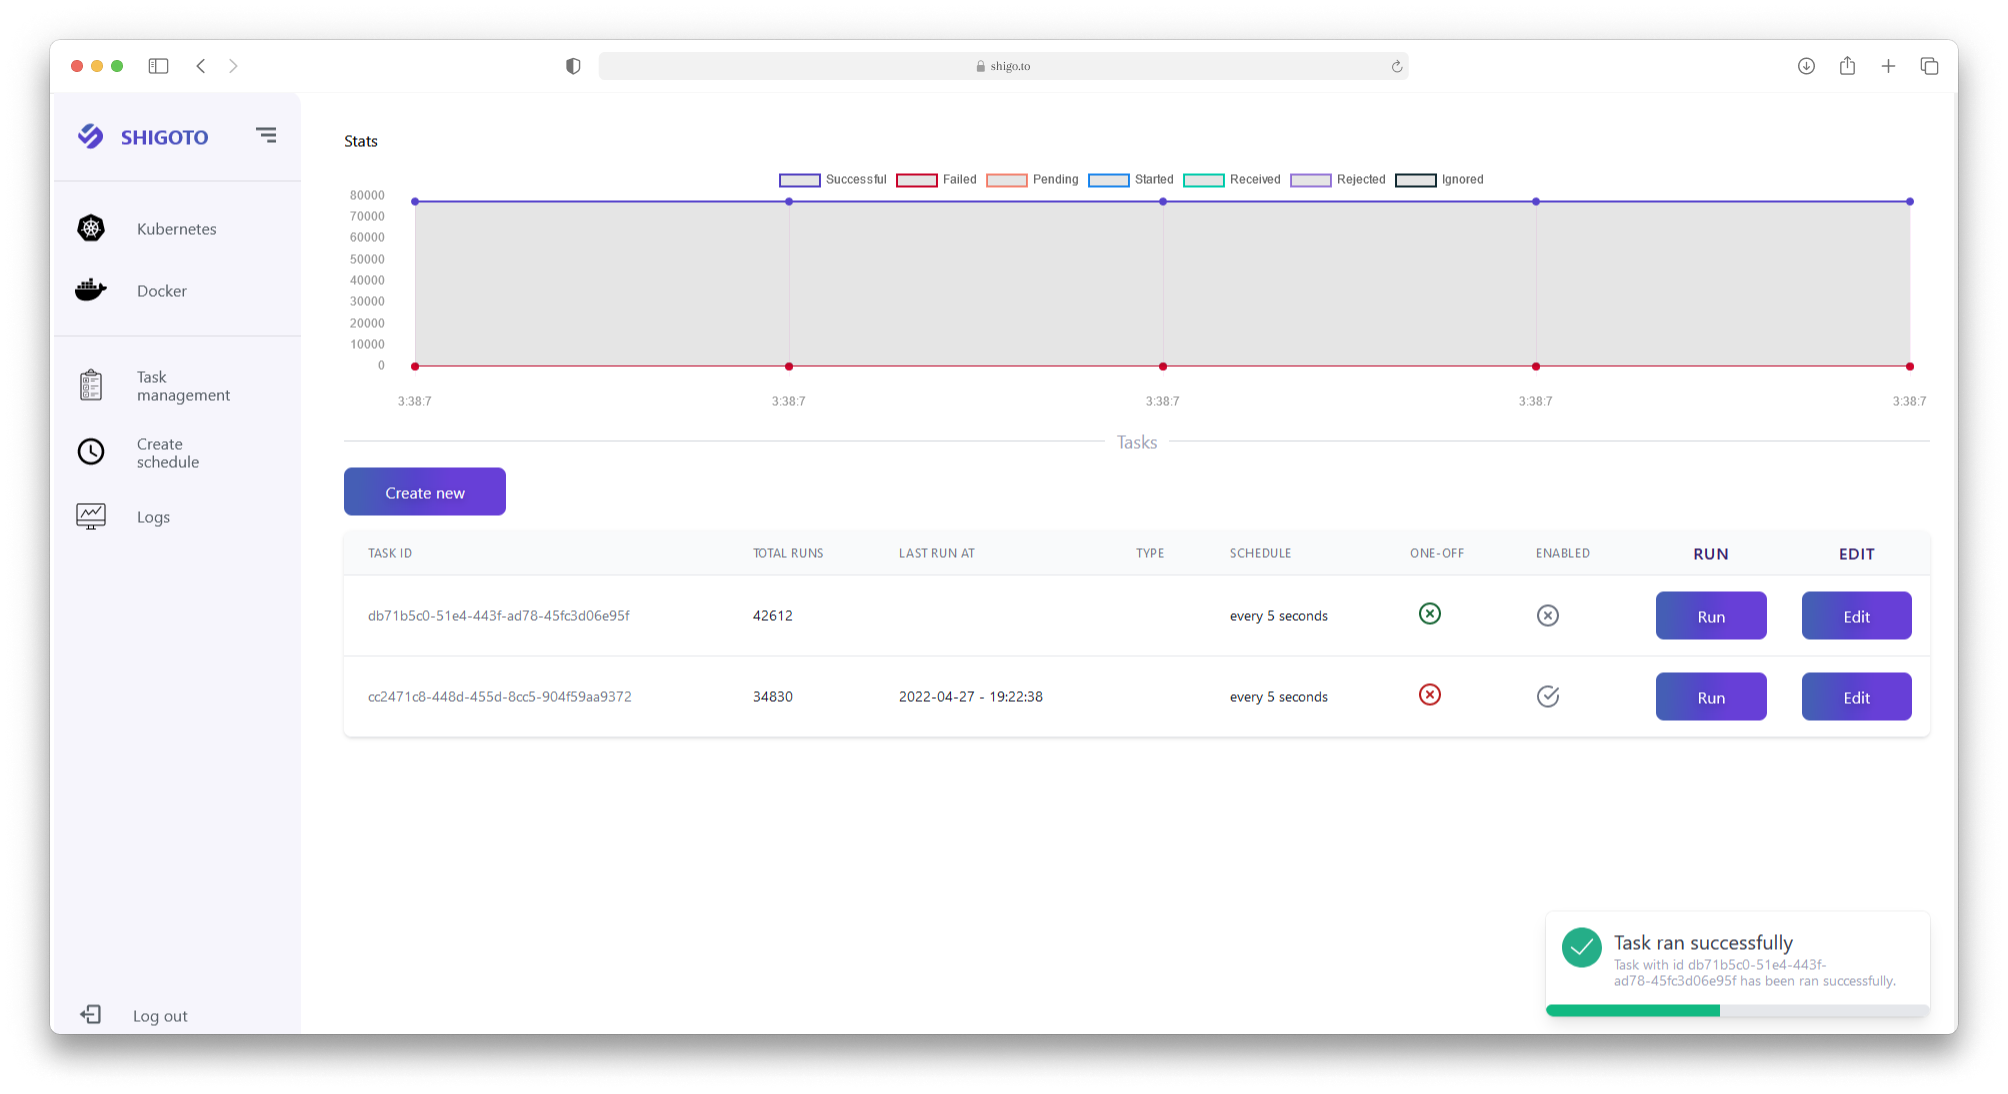 shigo.to
SHIGOTO
Kubernetes
Docker
Task
management
Create
schedule
Logs
Log out
Stats
Successful Failed Pending Started Received Rejected Ignored
80000
70000
60000
50000
40000
30000
20000
10000
0
3:38:7 3:38:7 3:38:7 3:38:7 3:38:7
Tasks
Create new
TASK ID TOTAL RUNS LAST RUN AT TYPE SCHEDULE ONE-OFF ENABLED RUN EDIT
db71b5c0-51e4-443f-ad78-45fc3d06e95f 42612 every 5 seconds Run Edit
cc2471c8-448d-455d-8cc5-904f59aa9372 34830 2022-04-27 - 19:22:38 every 5 seconds Run Edit
Task ran successfully
Task with id db71b5c0-51e4-443f-
ad78-45fc3d06e95f has been ran successfully.